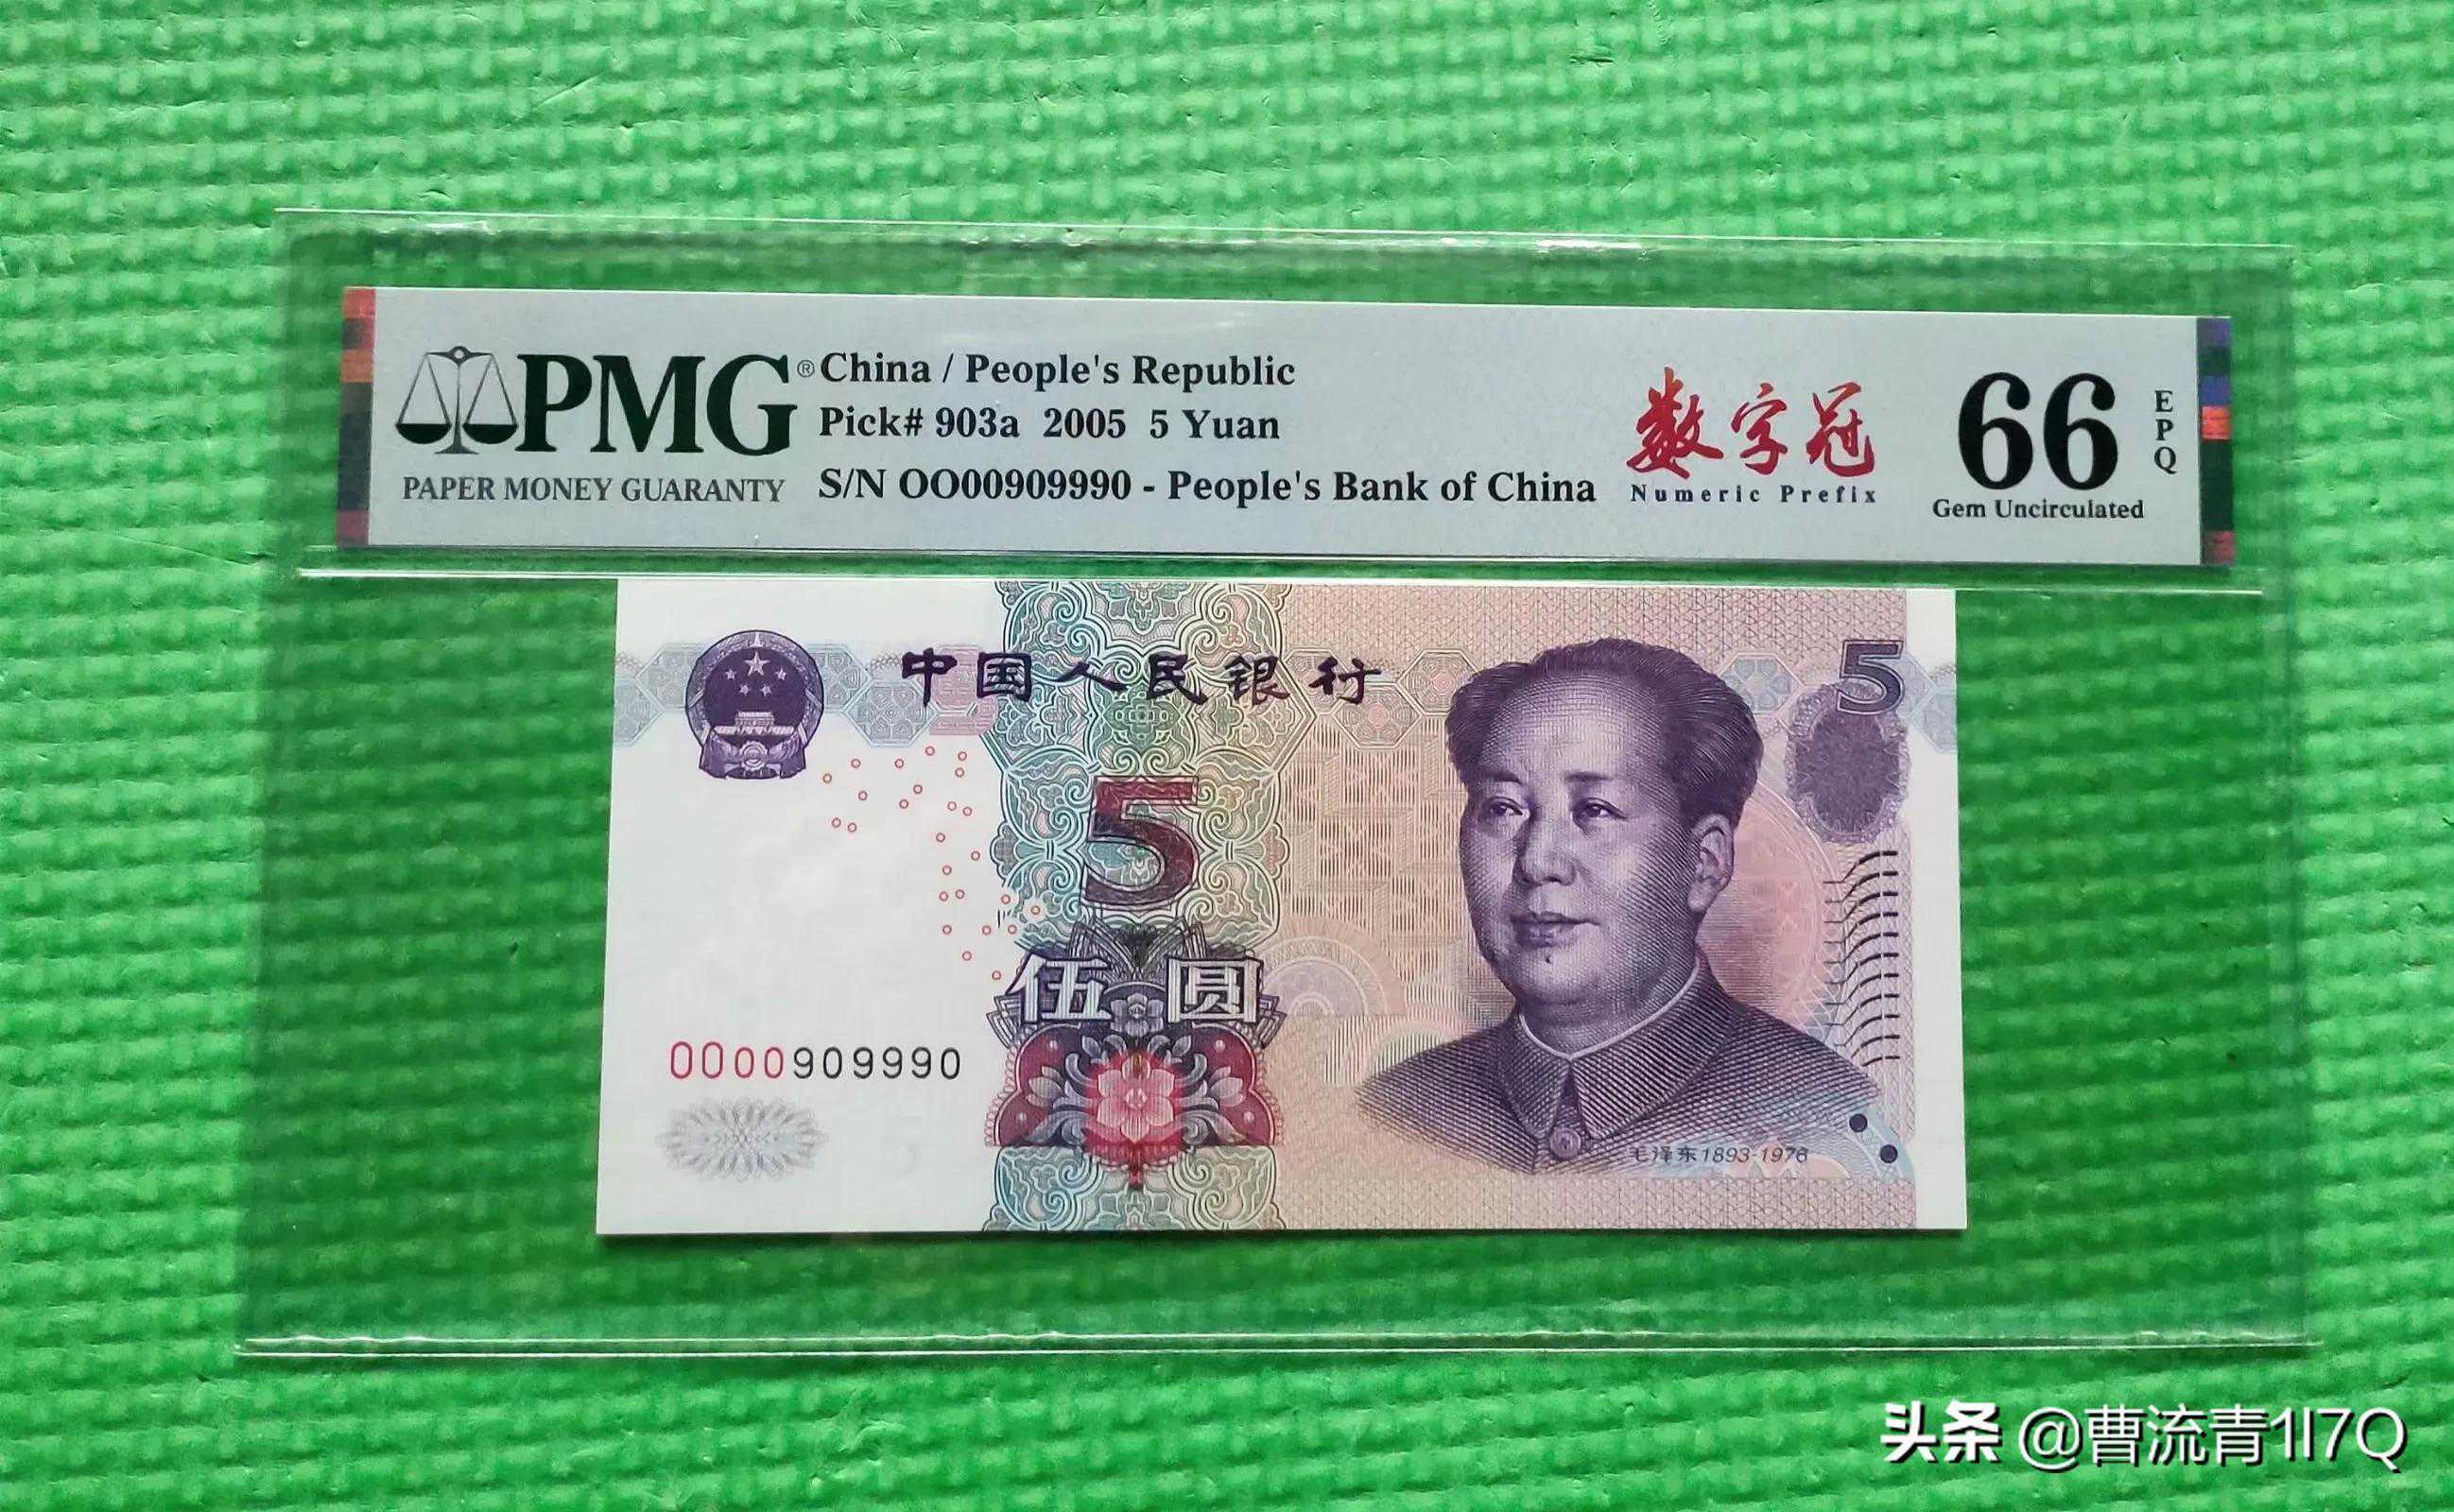 PMG® China / People's Republic
Pick# 903a 2005 5 Yuan
PAPER MONEY GUARANTY
S/N OO00909990 - People's Bank of China
数字冠
Numeric Prefix
66
EPQ
Gem Uncirculated
中国人民银行
5
5
伍圆
OO00909990
毛泽东1893-1976
头条 @曹流青1l7Q